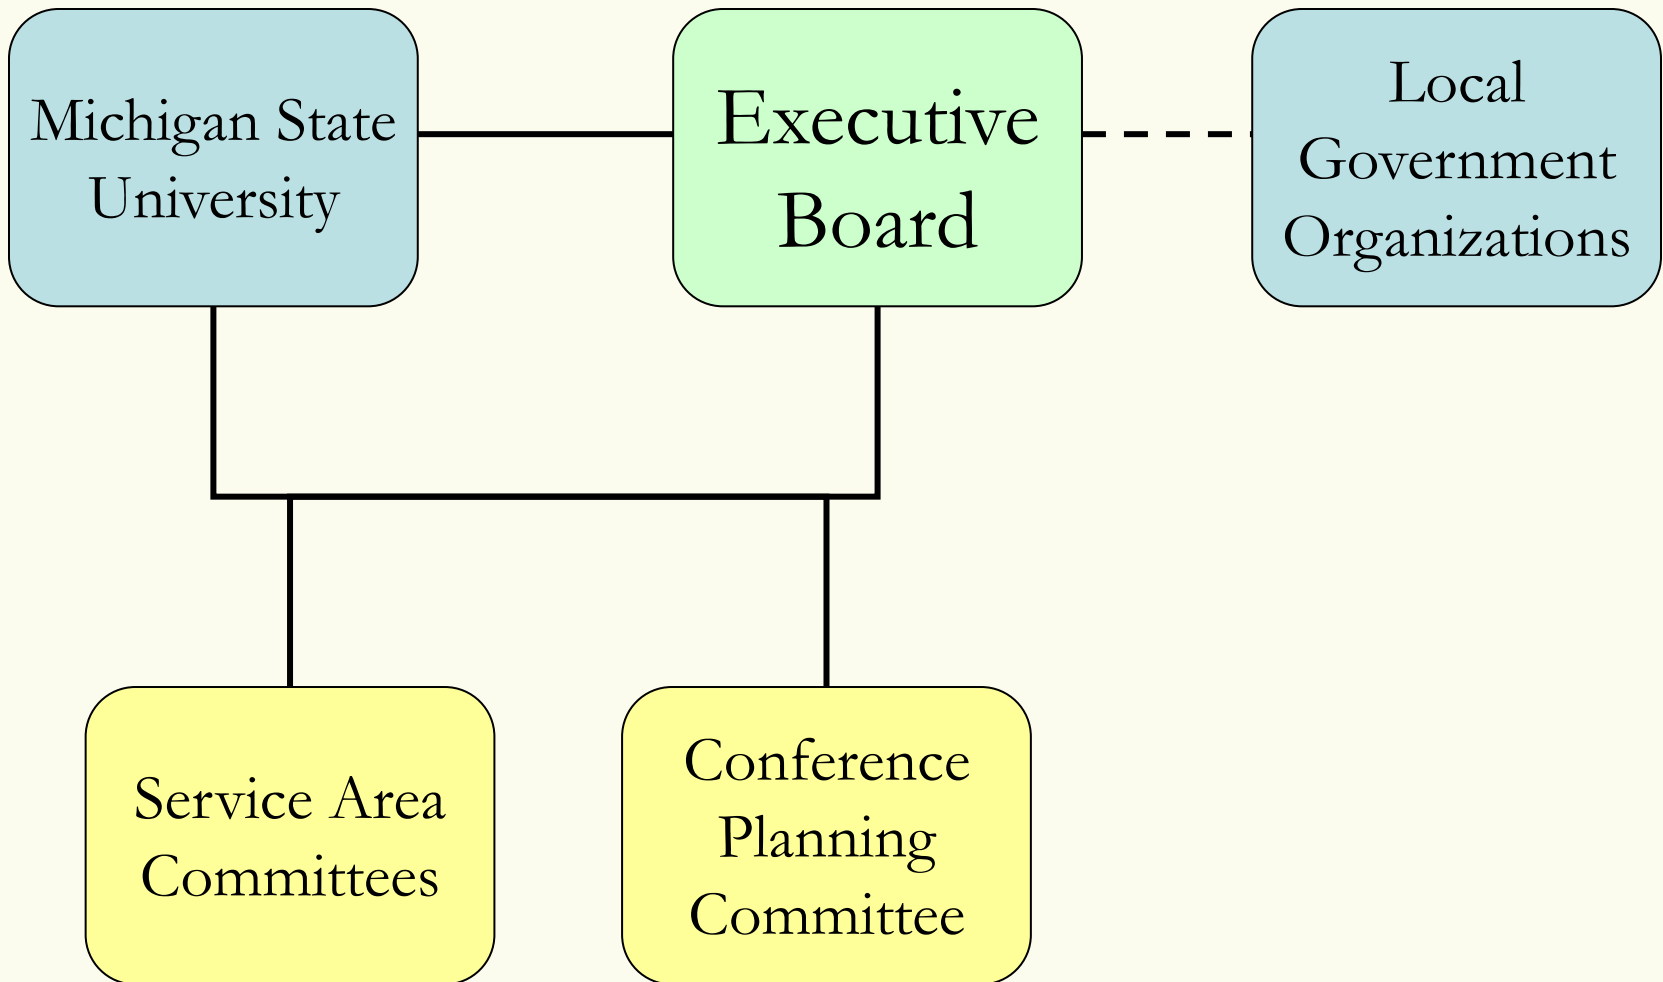 Michigan State
University
Executive
Board
Local
Government
Organizations
Service Area
Committees
Conference
Planning
Committee